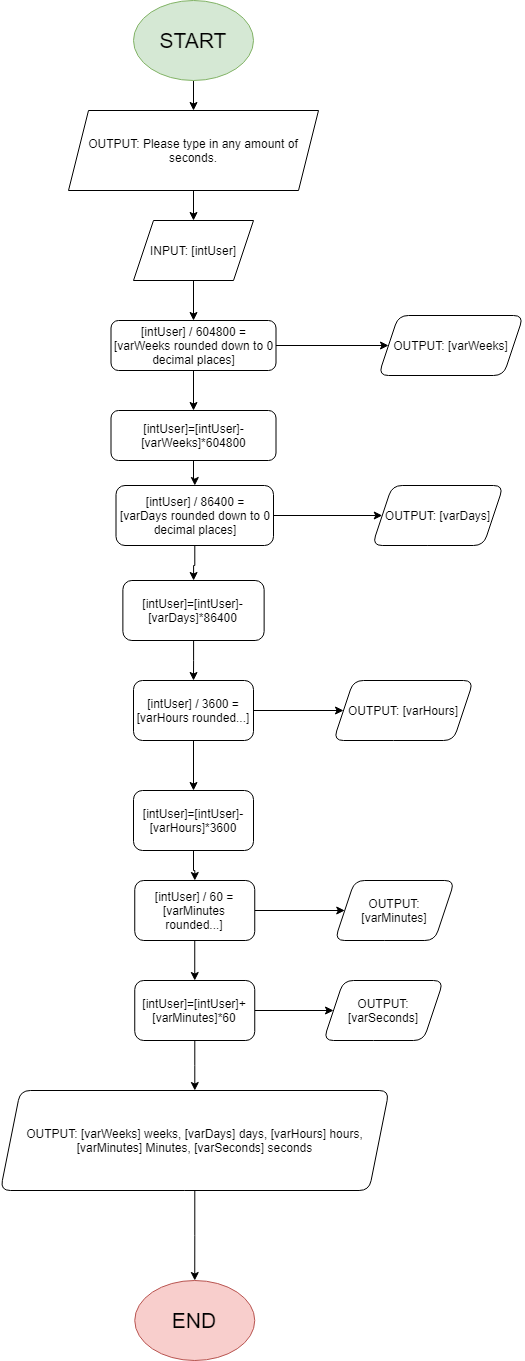 START
OUTPUT: Please type in any amount of
seconds.
INPUT: [intUser]
[intUser] / 604800 =
[varWeeks rounded down to 0
decimal places]
OUTPUT: [varWeeks]
[intUser]=[intUser]-
[varWeeks]*604800
[intUser] / 86400 =
[varDays rounded down to 0
decimal places]
OUTPUT: [varDays]
[intUser]=[intUser]-
[varDays]*86400
[intUser] / 3600 =
[varHours rounded...]
OUTPUT: [varHours]
[intUser]=[intUser]-
[varHours]*3600
[intUser] / 60 =
[varMinutes
rounded...]
OUTPUT:
[varMinutes]
[intUser]=[intUser]+
[varMinutes]*60
OUTPUT:
[varSeconds]
OUTPUT: [varWeeks] weeks, [varDays] days, [varHours] hours,
[varMinutes] Minutes, [varSeconds] seconds
END